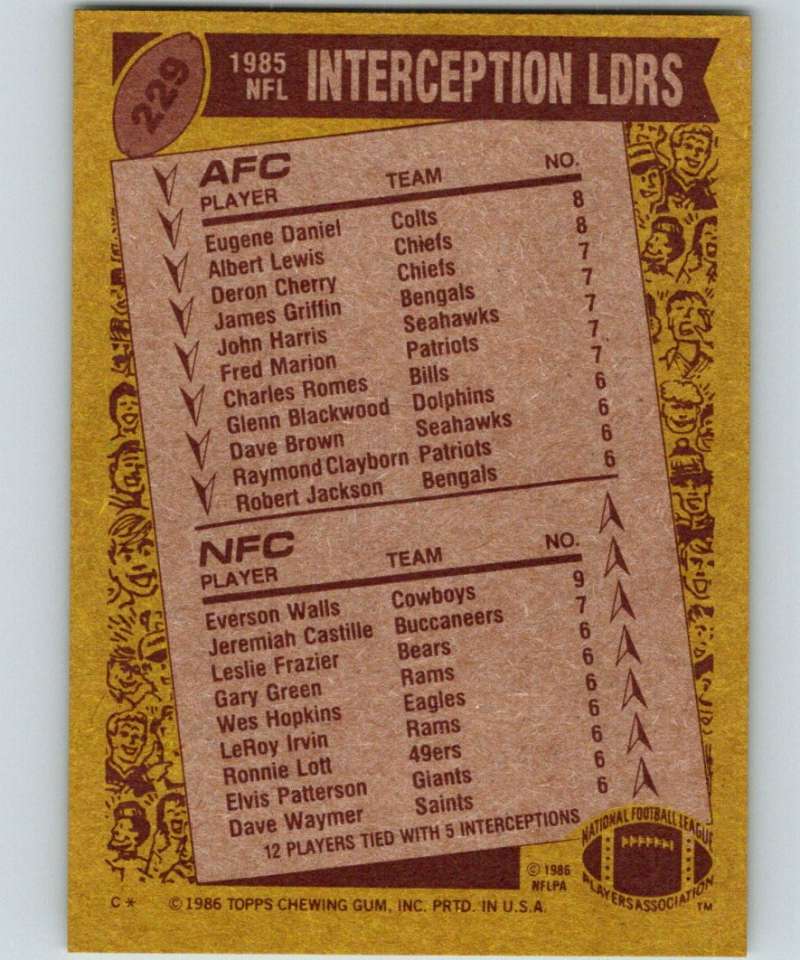 229
1985 NFL INTERCEPTION LDRS
AFC
PLAYER TEAM NO.
Eugene Daniel Colts 8
Albert Lewis Chiefs 8
Deron Cherry Chiefs 7
James Griffin Bengals 7
John Harris Seahawks 7
Fred Marion Patriots 7
Charles Romes Bills 7
Glenn Blackwood Dolphins 6
Dave Brown Seahawks 6
Raymond Clayborn Patriots 6
Robert Jackson Bengals 6
NFC
PLAYER TEAM NO.
Everson Walls Cowboys 9
Jeremiah Castille Buccaneers 7
Leslie Frazier Bears 6
Gary Green Rams 6
Wes Hopkins Eagles 6
LeRoy Irvin Rams 6
Ronnie Lott 49ers 6
Elvis Patterson Giants 6
Dave Waymer Saints 6
12 PLAYERS TIED WITH 5 INTERCEPTIONS
NATIONAL FOOTBALL LEAGUE
PLAYERS ASSOCIATION
TM
© 1986
NFLPA
C * © 1986 TOPPS CHEWING GUM, INC. PRTD. IN U.S.A.